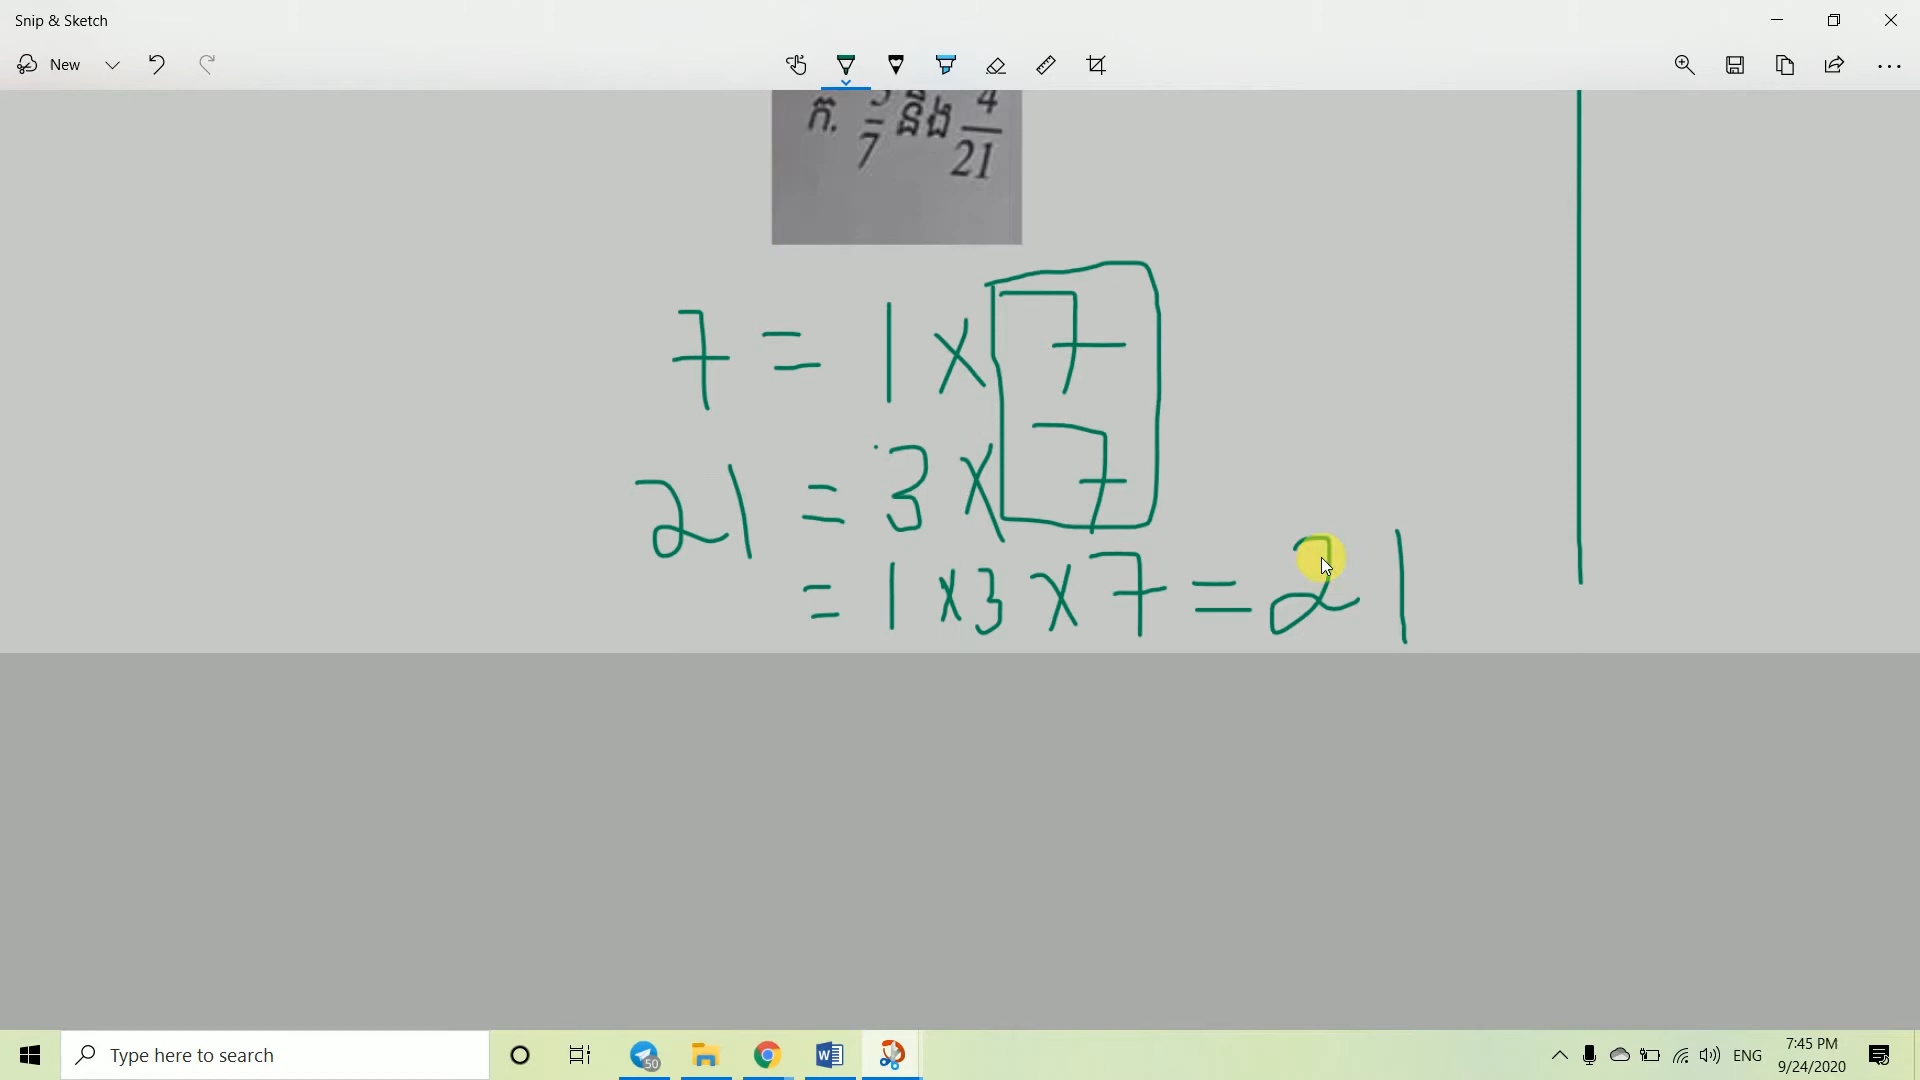 Snip & Sketch
New
ក. 7 និង 4
21
7 = 1 x 7
21 = 3 x 7
= 1 x 3 x 7 = 21
Type here to search
50
ENG
7:45 PM
9/24/2020